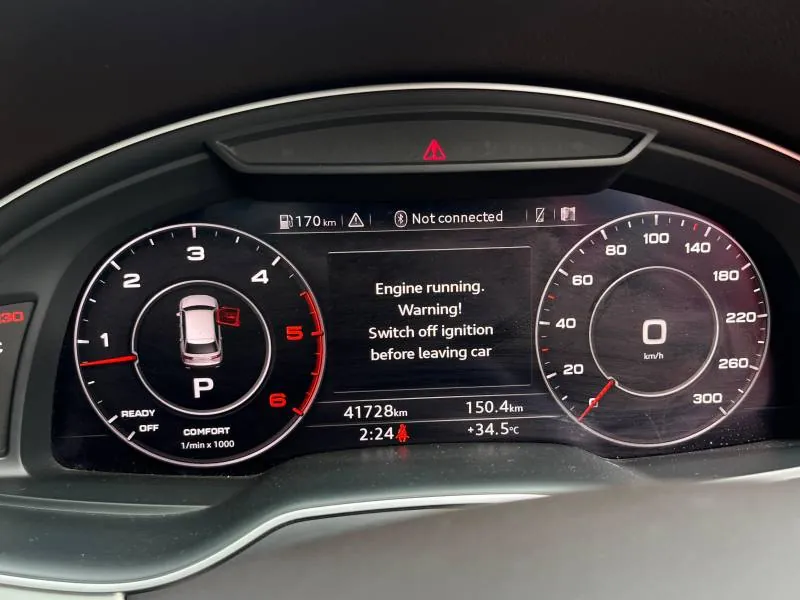 170 km
Not connected
Engine running.
Warning!
Switch off ignition
before leaving car
1
2
3
4
5
6
READY
OFF
P
COMFORT
1/min x 1000
0
20
40
60
80
100
140
180
220
260
300
0
km/h
41728km
150.4km
2:24
+34.5°C
30
C